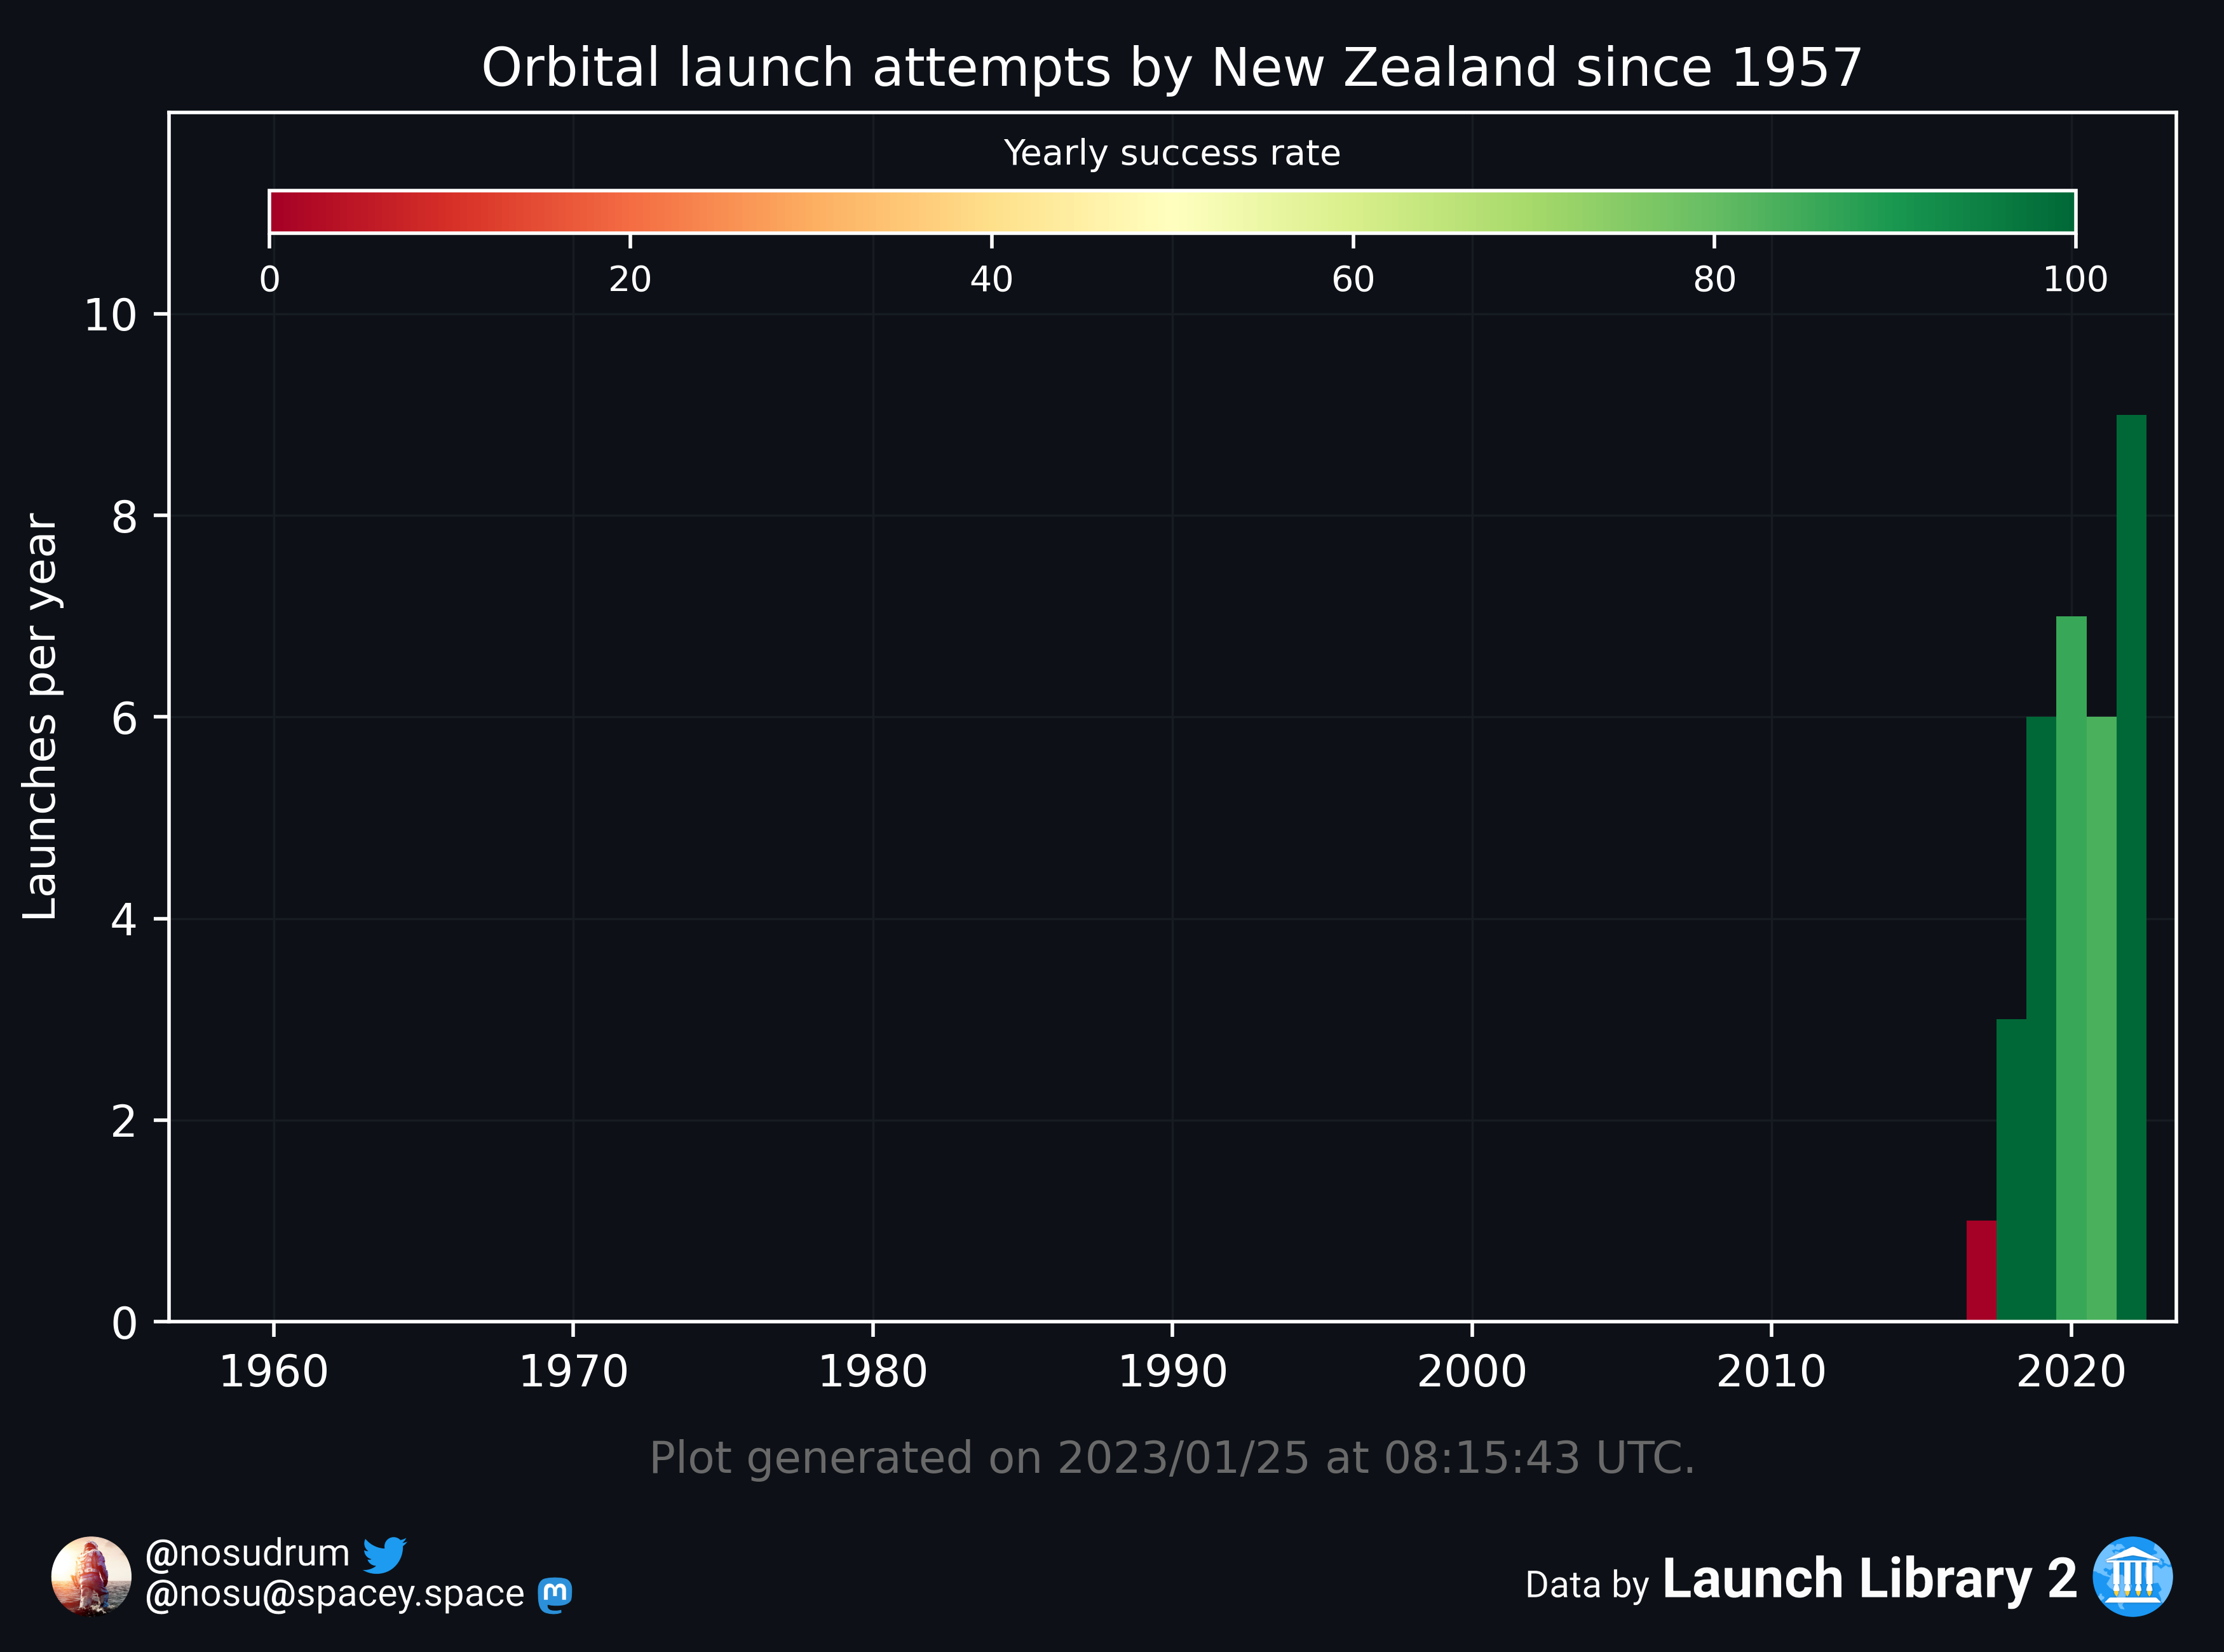 Orbital launch attempts by New Zealand since 1957
Yearly success rate
0 20 40 60 80 100
10
8
6
4
2
0
Launches per year
1960 1970 1980 1990 2000 2010 2020
Plot generated on 2023/01/25 at 08:15:43 UTC.
@nosudrum
@nosu@spacey.space
Data by Launch Library 2